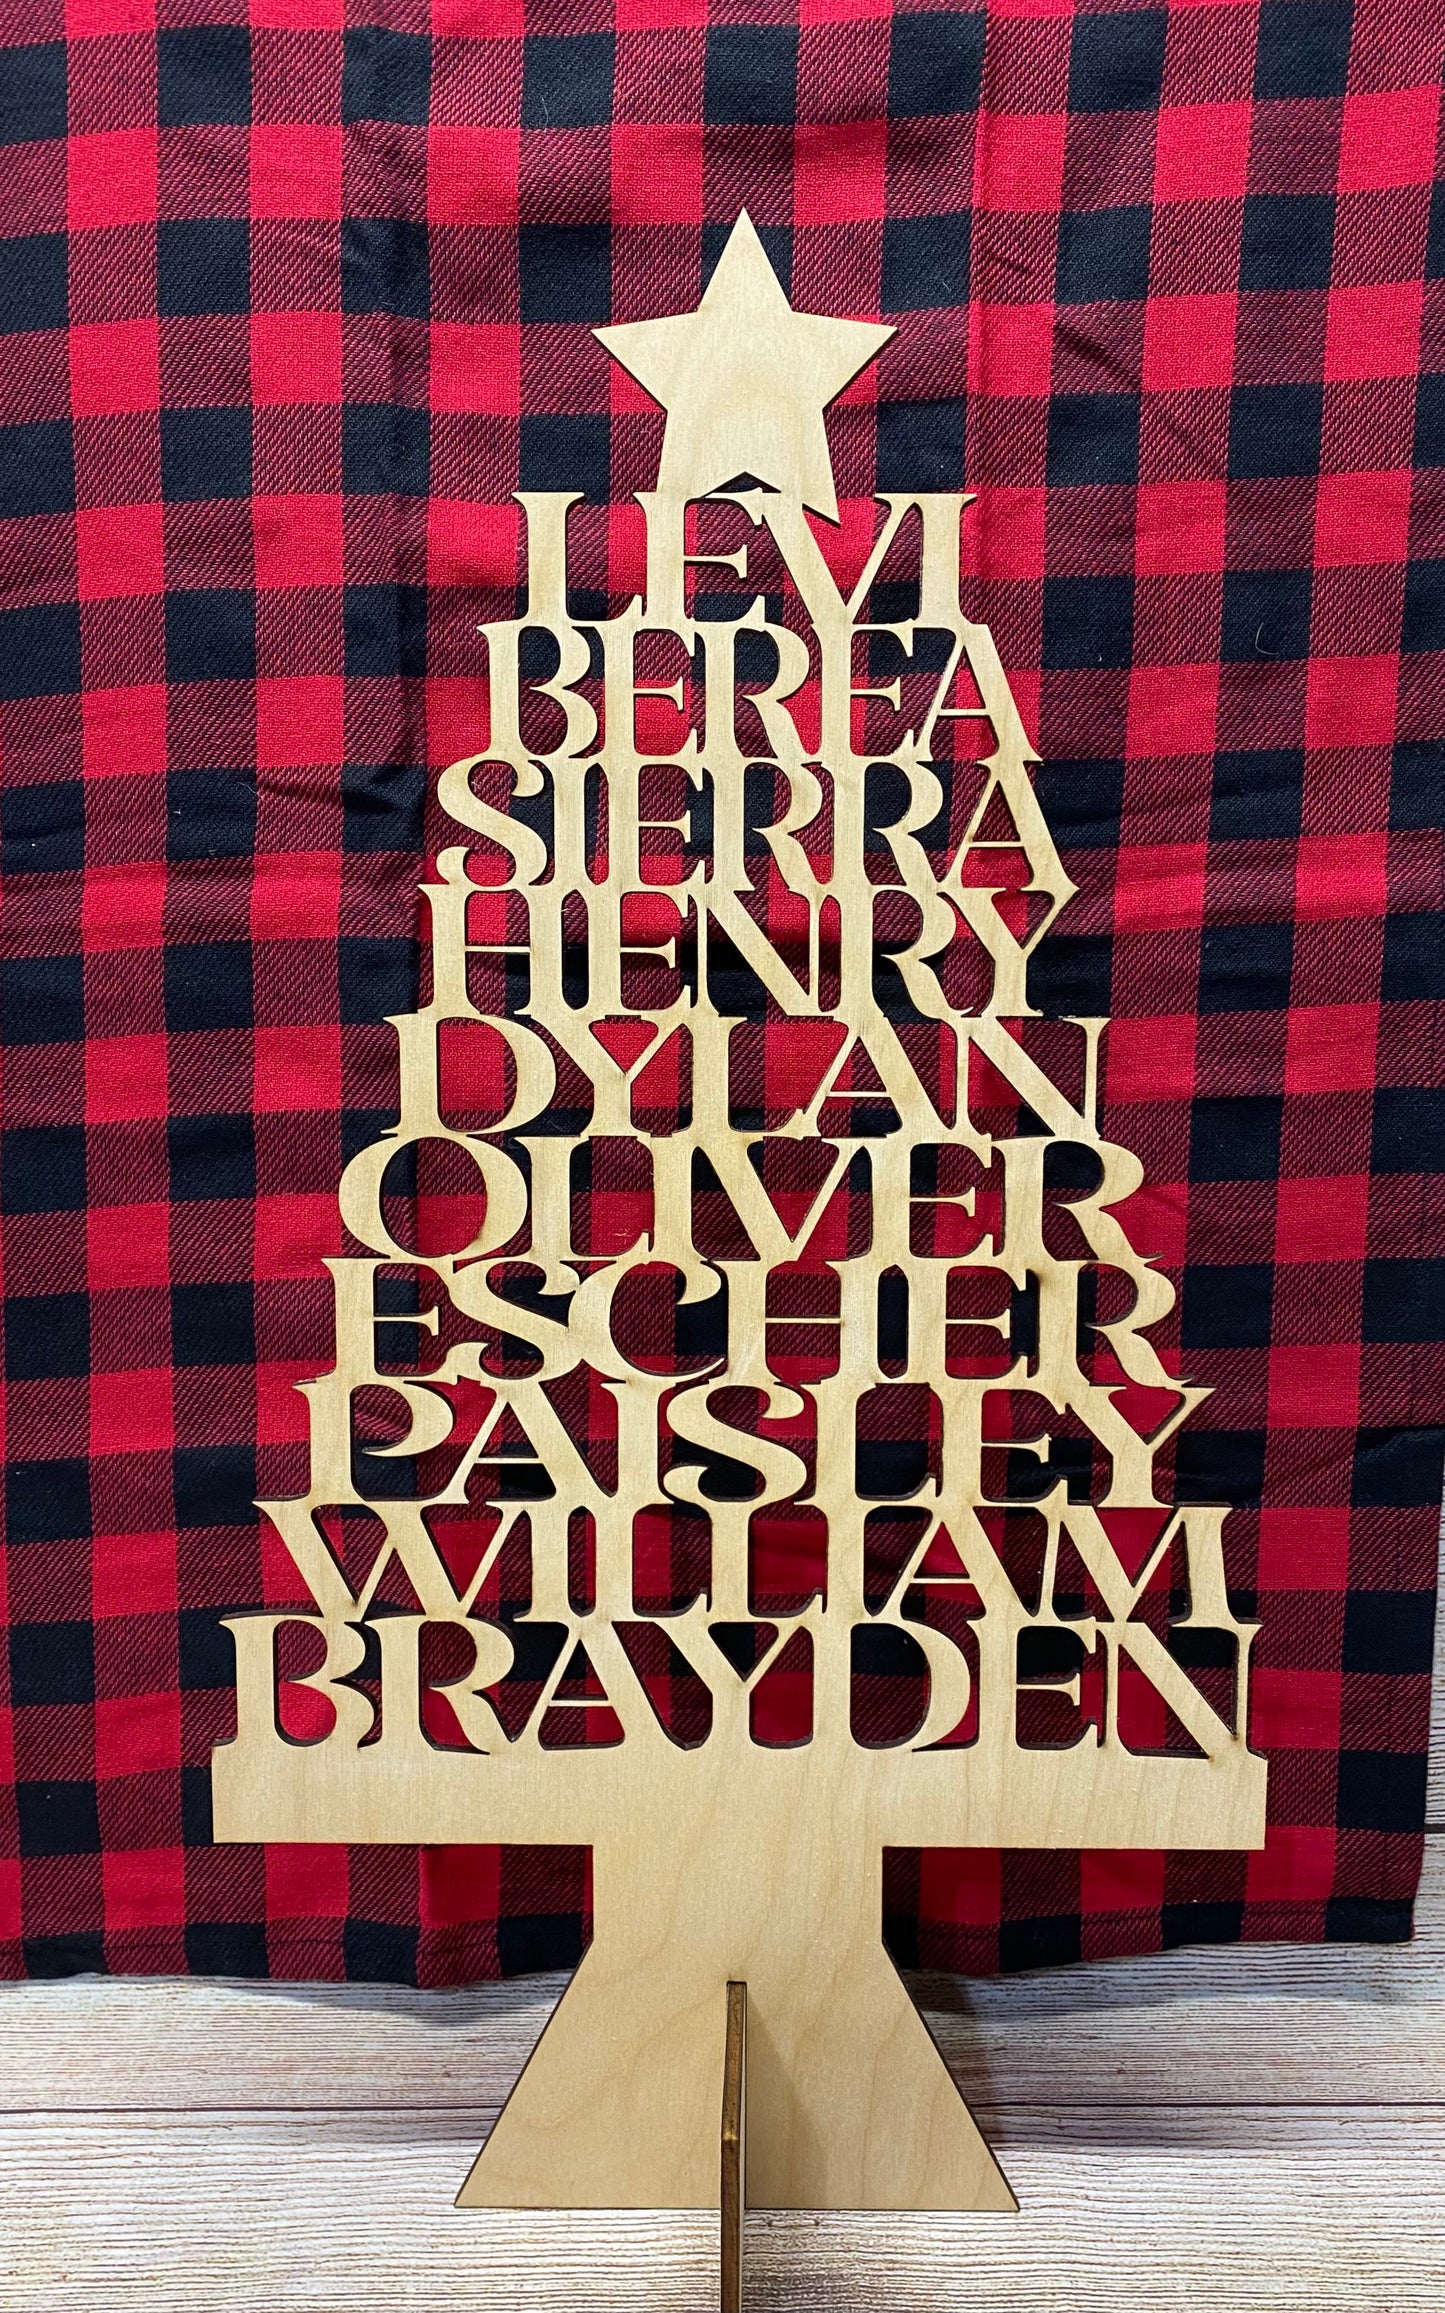 LEVI
BEREA
SIERRA
HENRY
DYLAN
OLIVER
ESCHER
PAISLEY
WILLIAM
BRAYDEN